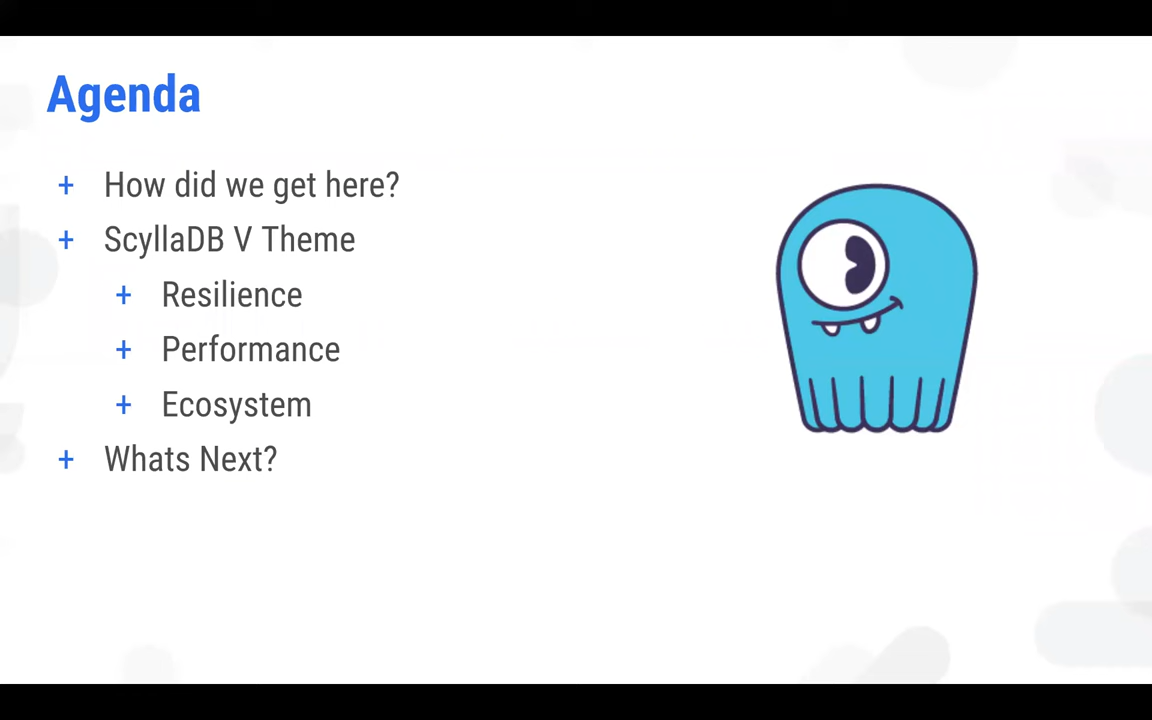 Agenda
+ How did we get here?
+ ScyllaDB V Theme
+ Resilience
+ Performance
+ Ecosystem
+ Whats Next?